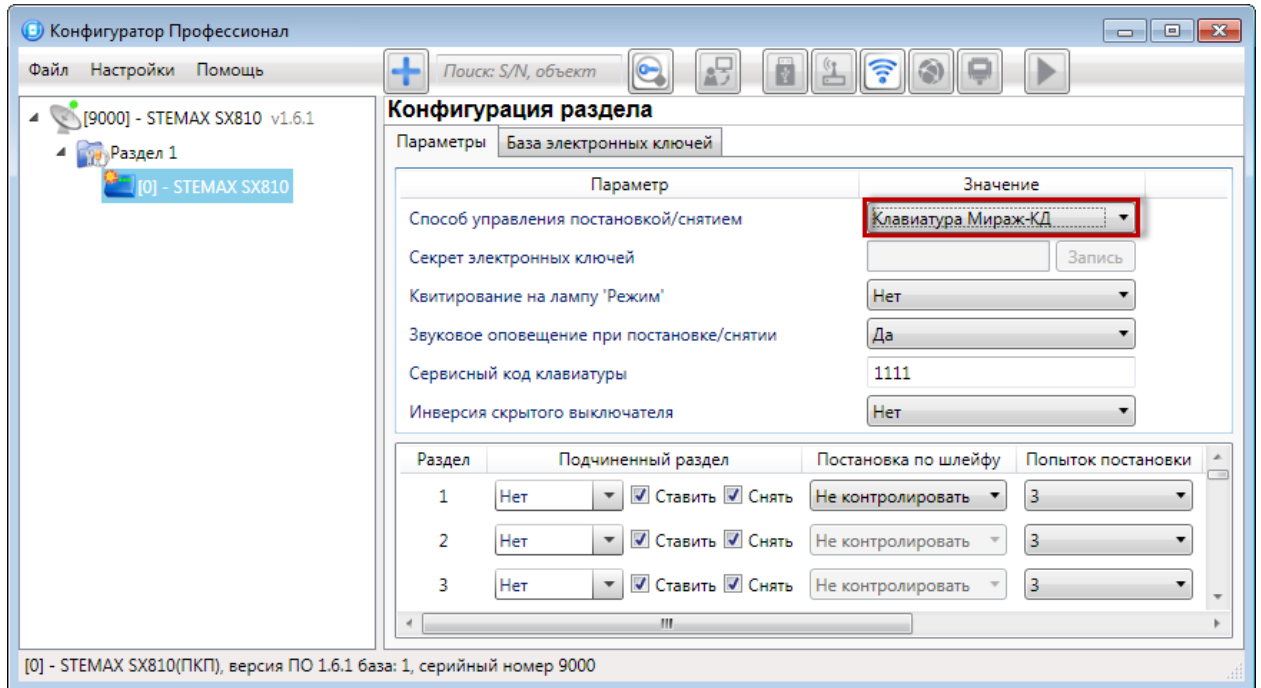 Конфигуратор Профессионал
Файл Настройки Помощь
Поиск: S/N, объект
[9000] - STEMAX SX810 v1.6.1
Раздел 1
[0] - STEMAX SX810
Конфигурация раздела
Параметры База электронных ключей
Параметр Значение
Способ управления постановкой/снятием Клавиатура Мираж-КД
Секрет электронных ключей Запись
Квитирование на лампу 'Режим' Нет
Звуковое оповещение при постановке/снятии Да
Сервисный код клавиатуры 1111
Инверсия скрытого выключателя Нет
Раздел Подчиненный раздел Постановка по шлейфу Попыток постановки
1 Нет Ставить Снять Не контролировать 3
2 Нет Ставить Снять Не контролировать 3
3 Нет Ставить Снять Не контролировать 3
[0] - STEMAX SX810(ПКП), версия ПО 1.6.1 база: 1, серийный номер 9000